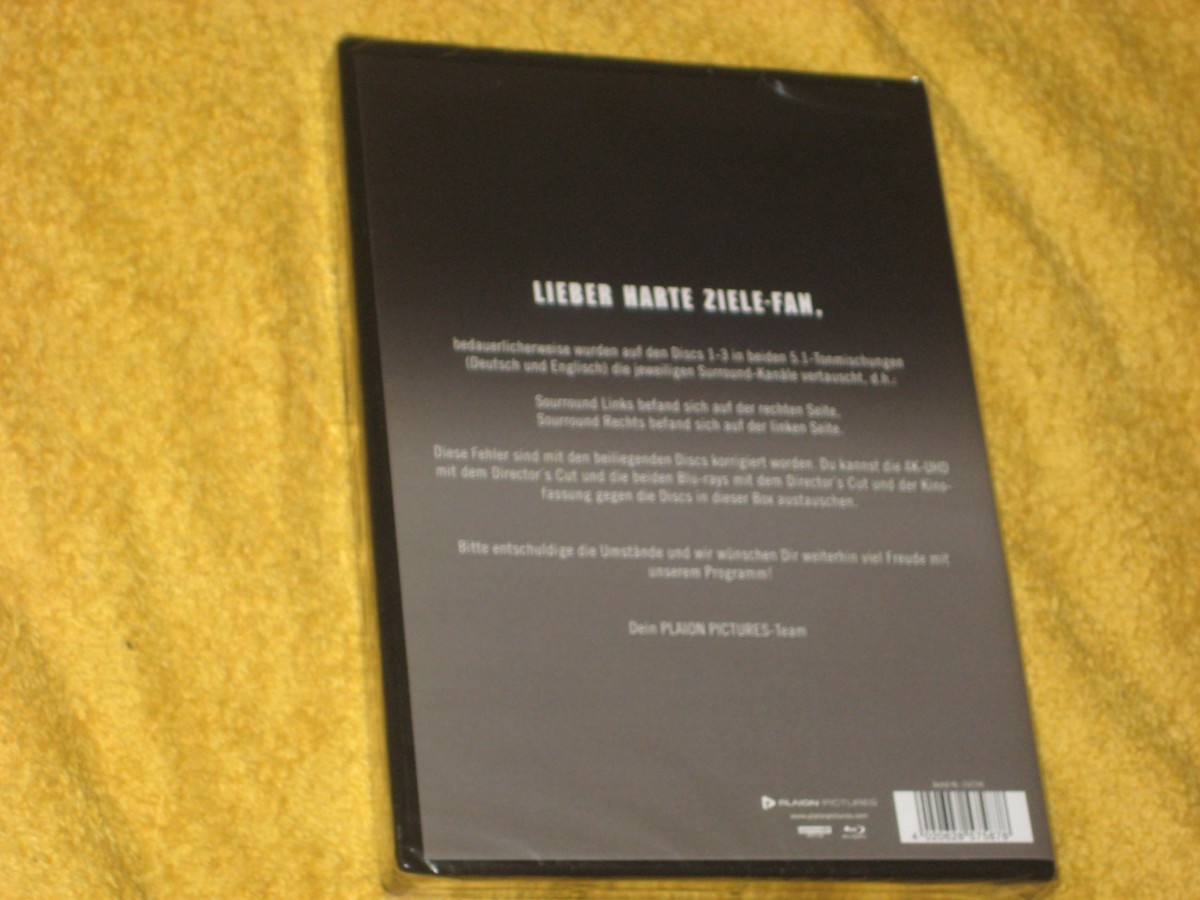 LIEBER HARTE ZIELE-FAN,
bedauerlicherweise wurden auf den Discs 1-3 in beiden 5.1-Tonmischungen
(Deutsch und Englisch) die jeweiligen Surround-Kanäle vertauscht, d.h.:
Sourround Links befand sich auf der rechten Seite.
Sourround Rechts befand sich auf der linken Seite.
Diese Fehler sind mit den beiliegenden Discs korrigiert worden. Du kannst die 4K-UHD
mit dem Director´s Cut und die beiden Blu-rays mit dem Director´s Cut und der Kino-
fassung gegen die Discs in dieser Box austauschen.
Bitte entschuldige die Umstände und wir wünschen Dir weiterhin viel Freude mit
unserem Programm!
Dein PLAION PICTURES-Team
PLAION PICTURES
www.plaionpictures.com